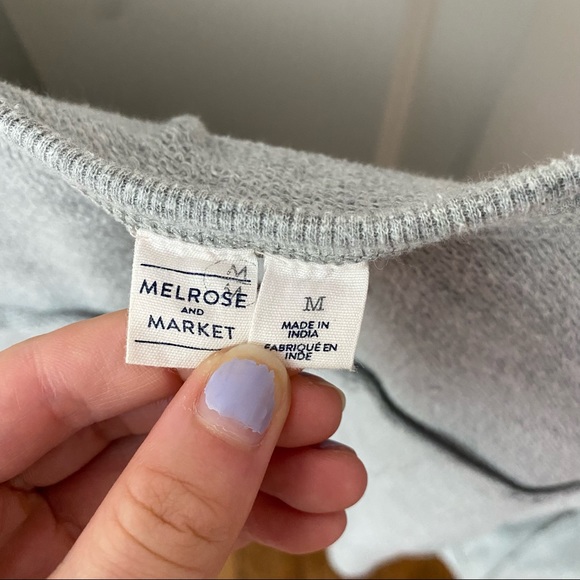 M
M
MELROSE
AND
MARKET
M
MADE IN
INDIA
FABRIQUÉ EN
INDE